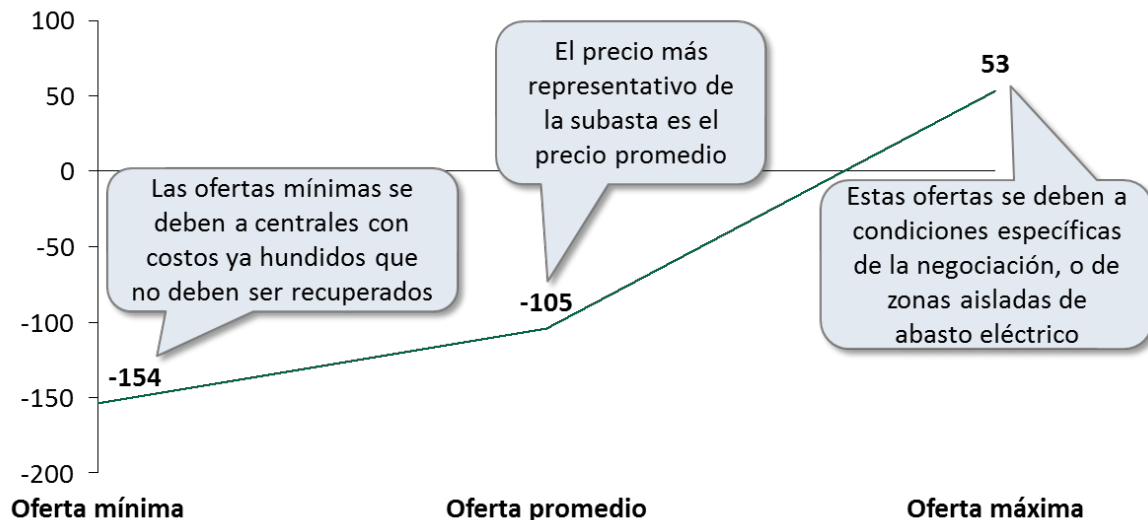 100
50
0
-50
-100
-150
-200
Las ofertas mínimas se
deben a centrales con
costos ya hundidos que
no deben ser recuperados
-154
El precio más
representativo de
la subasta es el
precio promedio
-105
53
Estas ofertas se deben a
condiciones específicas
de la negociación, o de
zonas aisladas de
abasto eléctrico
Oferta mínima
Oferta promedio
Oferta máxima